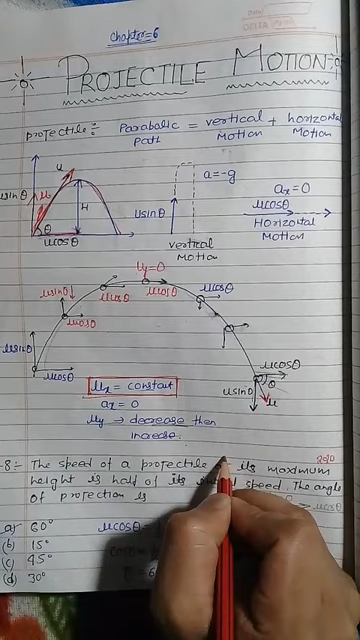 Chapter=6
PROJECTILE MOTION
projectile÷ Parabolic path = vertical Motion + horizontal Motion
u
usinθ
H
θ
ucosθ
usinθ
a=-g
vertical Motion
ax=0
ucosθ
Horizontal Motion
uy=0
usinθ↓
ucosθ
ucosθ
ucosθ
ucosθ
usinθ
ucosθ
ucosθ
θ
usinθ
u
ux = constant
ax=0
uy → decrease then
increase
-8:- The speed of a projectile its maximum
height is half of its speed. The angle
of projection is
(a) 60°
(b) 15°
(c) 45°
(d) 30°
ucosθ